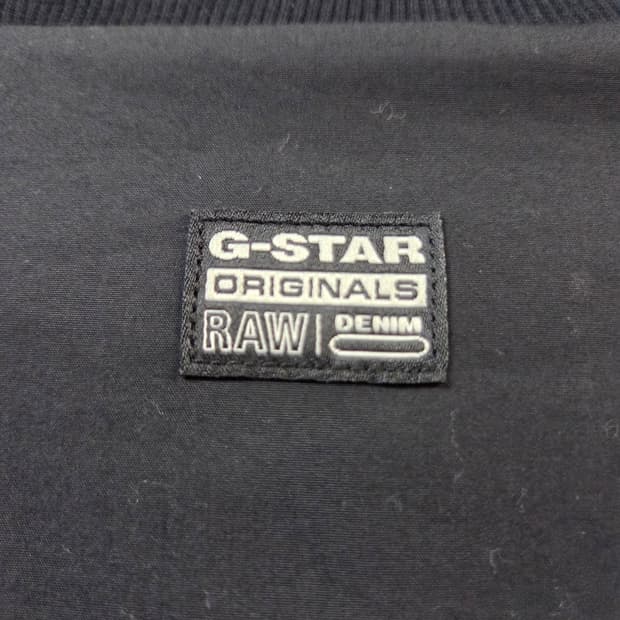 G-STAR
ORIGINALS
RAW | DENIM